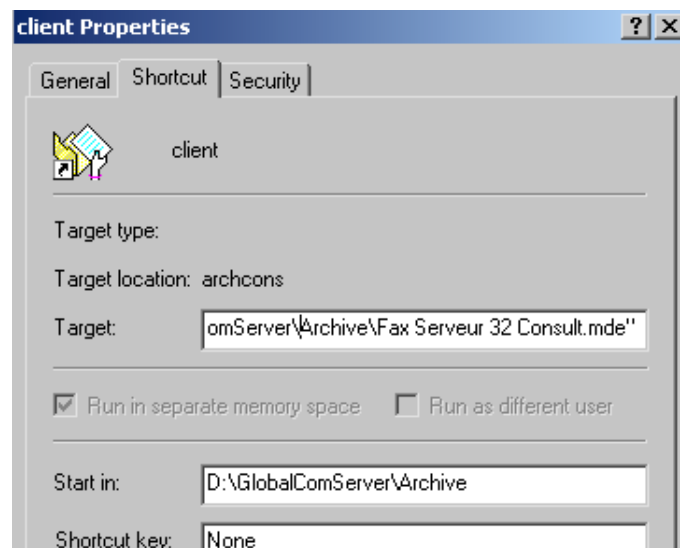 client Properties
General Shortcut Security
client
Target type:
Target location: archcons
Target: omServer\Archive\Fax Serveur 32 Consult.mde"
Run in separate memory space Run as different user
Start in: D:\GlobalComServer\Archive
Shortcut key: None